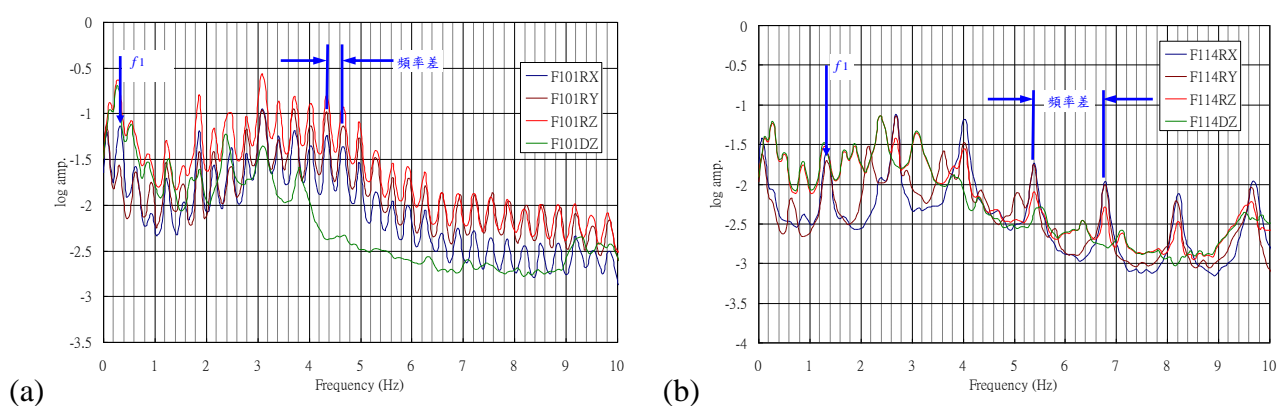 0
-0.5
-1
-1.5
-2
-2.5
-3
-3.5
log amp.
f1
頻率差
F101RX
F101RY
F101RZ
F101DZ
0 1 2 3 4 5 6 7 8 9 10
Frequency (Hz)
(a)
0
-0.5
-1
-1.5
-2
-2.5
-3
-3.5
-4
log amp.
f1
頻率差
F114RX
F114RY
F114RZ
F114DZ
0 1 2 3 4 5 6 7 8 9 10
Frequency (Hz)
(b)